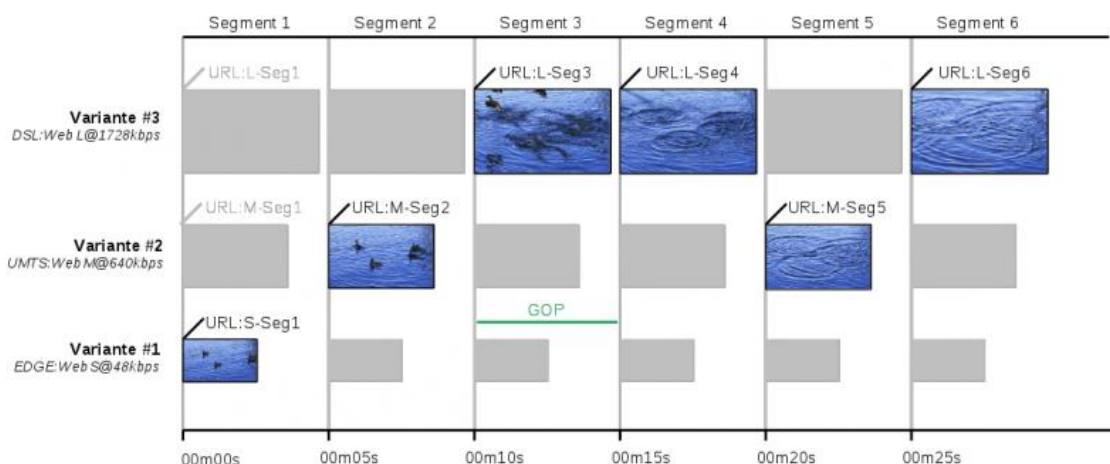 Segment 1 Segment 2 Segment 3 Segment 4 Segment 5 Segment 6
URL:L-Seg1 URL:L-Seg3 URL:L-Seg4 URL:L-Seg6
Variante #3
DSL:Web L@1728kbps
URL:M-Seg1 URL:M-Seg2 URL:M-Seg5
Variante #2
UMTS:Web M@640kbps
GOP
URL:S-Seg1
Variante #1
EDGE:Web S@48kbps
00m00s 00m05s 00m10s 00m15s 00m20s 00m25s